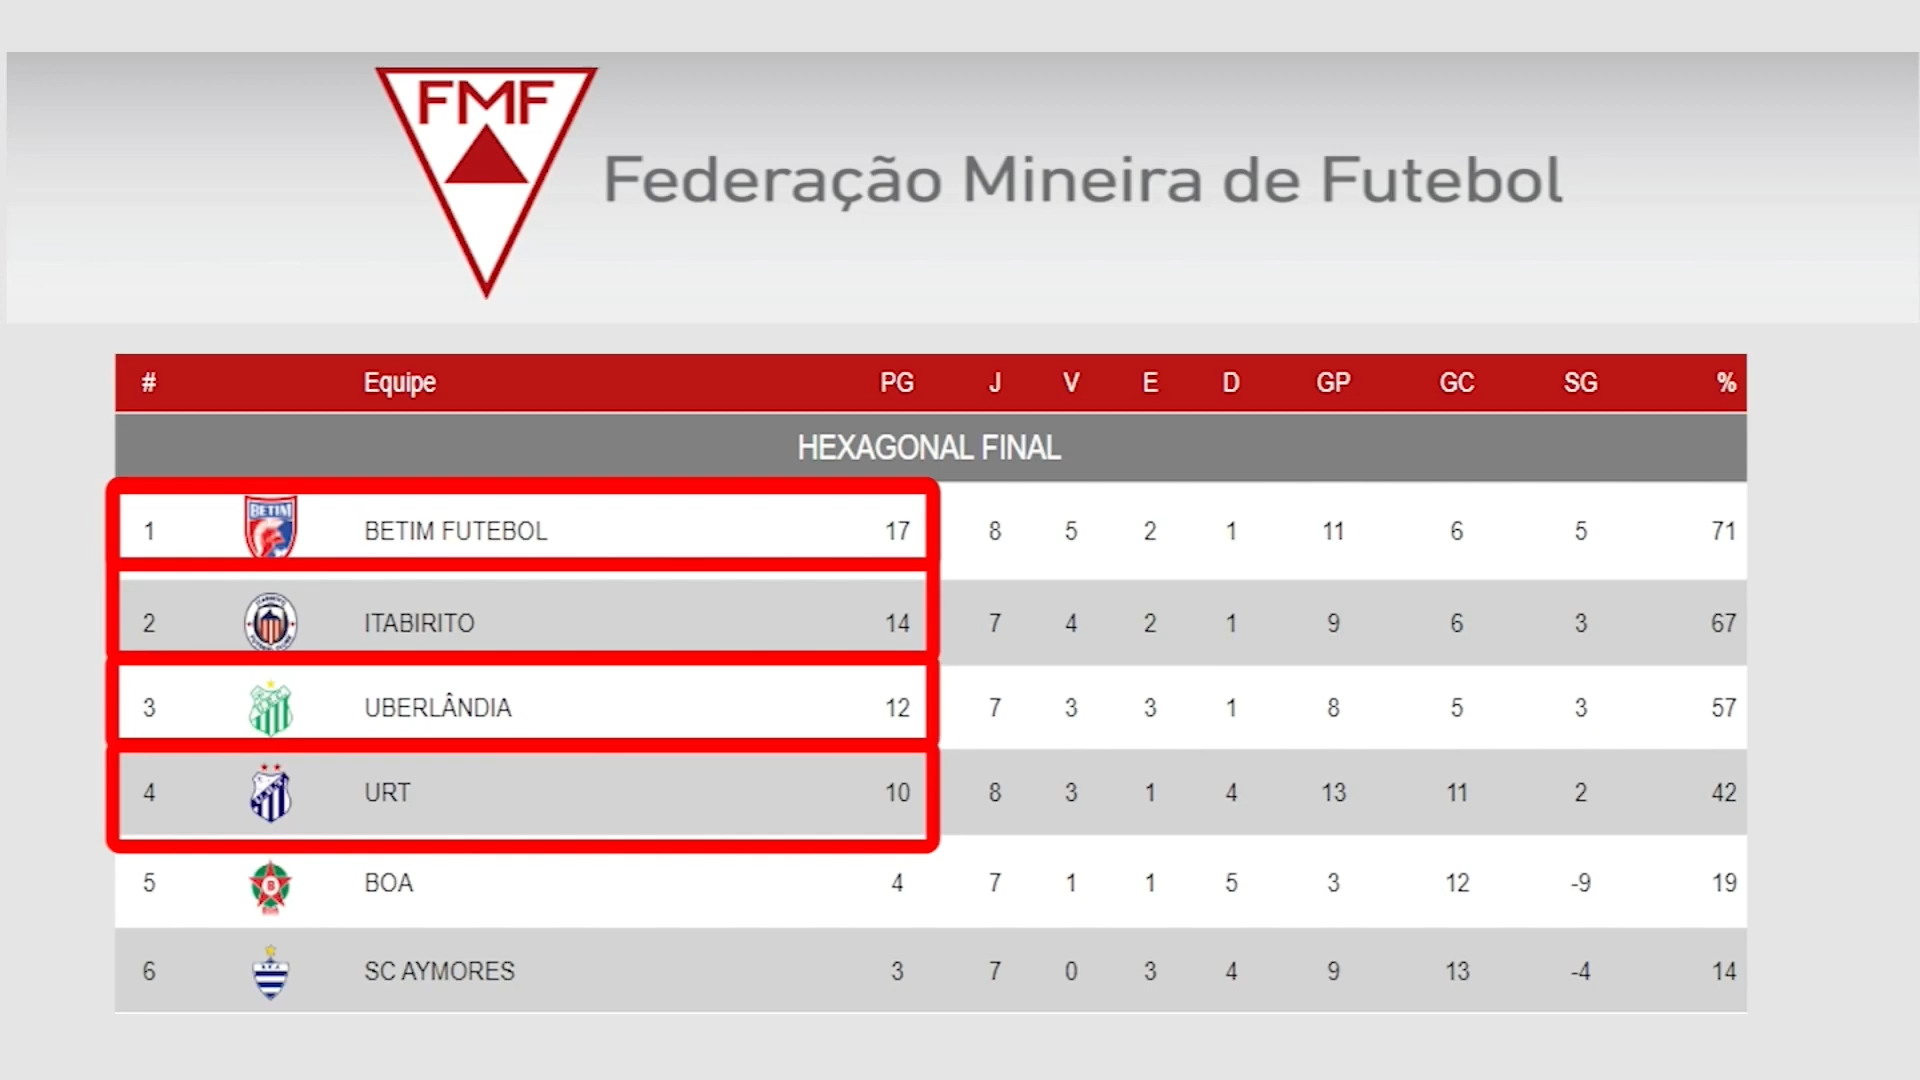 FMF
Federação Mineira de Futebol
# Equipe PG J V E D GP GC SG %
HEXAGONAL FINAL
1 BETIM BETIM FUTEBOL 17 8 5 2 1 11 6 5 71
2 ITABIRITO 14 7 4 2 1 9 6 3 67
3 UBERLÂNDIA 12 7 3 3 1 8 5 3 57
4 URT 10 8 3 1 4 13 11 2 42
5 B BOA 4 7 1 1 5 3 12 -9 19
6 SC AYMORES 3 7 0 3 4 9 13 -4 14